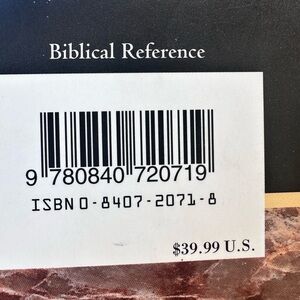 Biblical Reference
9 780840 720719
ISBN 0-8407-2071-8
$39.99 U.S.